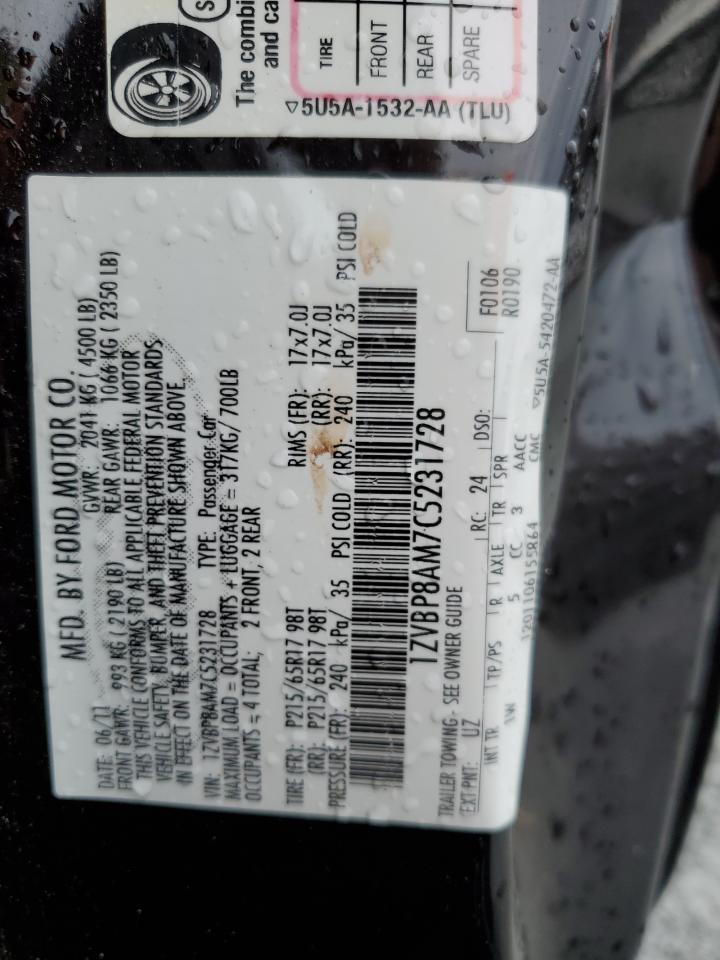 The combi
and ca
TIRE
FRONT
REAR
SPARE
▽5U5A-1532-AA (TLU)
MFD. BY FORD MOTOR CO.
DATE: 06/11 GVWR: 2041 KG ( 4500 LB)
FRONT GAWR: 993 KG ( 2190 LB) REAR GAWR: 1066 KG ( 2350 LB)
THIS VEHICLE CONFORMS TO ALL APPLICABLE FEDERAL MOTOR
VEHICLE SAFETY, BUMPER, AND THEFT PREVENTION STANDARDS
IN EFFECT ON THE DATE OF MANUFACTURE SHOWN ABOVE.
VIN: 1ZVBP8AM7C5231728 TYPE: Passenger Car
MAXIMUM LOAD = OCCUPANTS + LUGGAGE = 317KG/ 700LB
OCCUPANTS = 4 TOTAL; 2 FRONT, 2 REAR
TIRE (FR): P215/65R17 98T RIMS (FR): 17x7.0J
(RR): P215/65R17 98T (RR): 17x7.0J
PRESSURE (FR): 240 kPa/ 35 PSI COLD (RR): 240 kPa/ 35 PSI COLD
1ZVBP8AM7C5231728
TRAILER TOWING- SEE OWNER GUIDE F0106
EXT PNT: UZ RC: 24 DSO: R0190
INT TR TP/PS R AXLE TR SPR
1W 5 CC 3 AACC
CMC
▽5U5A-5420472-AA